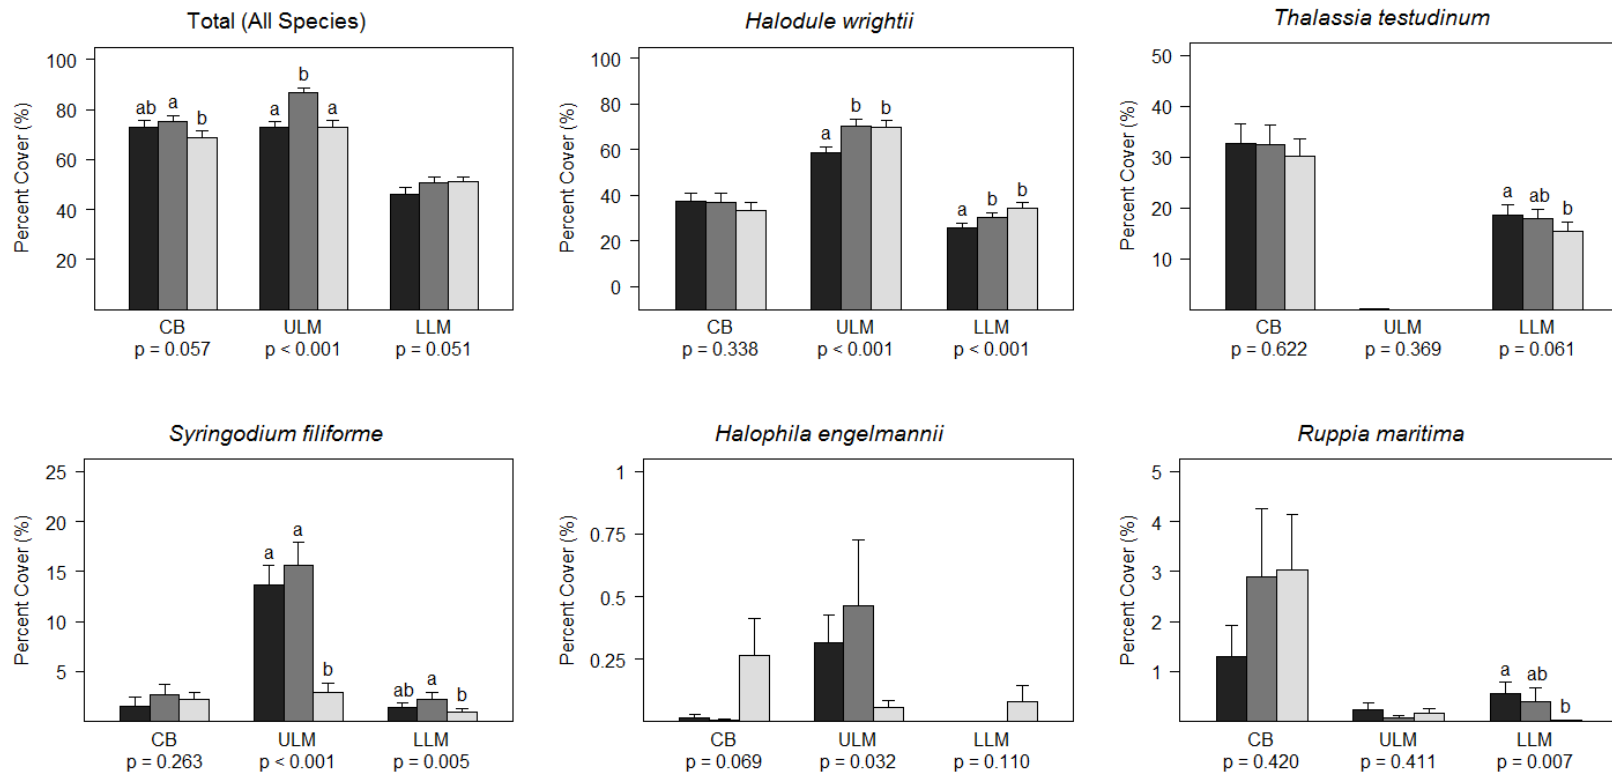 Total (All Species)
Percent Cover (%)
100
80
60
40
20
ab a b
a b a
CB ULM LLM
p = 0.057 p < 0.001 p = 0.051
Halodule wrightii
Percent Cover (%)
100
80
60
40
20
0
a b b
a b b
CB ULM LLM
p = 0.338 p < 0.001 p < 0.001
Thalassia testudinum
Percent Cover (%)
50
40
30
20
10
a ab b
CB ULM LLM
p = 0.622 p = 0.369 p = 0.061
Syringodium filiforme
Percent Cover (%)
25
20
15
10
5
a a b
ab a b
CB ULM LLM
p = 0.263 p < 0.001 p = 0.005
Halophila engelmannii
Percent Cover (%)
1
0.75
0.5
0.25
CB ULM LLM
p = 0.069 p = 0.032 p = 0.110
Ruppia maritima
Percent Cover (%)
5
4
3
2
1
a ab b
CB ULM LLM
p = 0.420 p = 0.411 p = 0.007